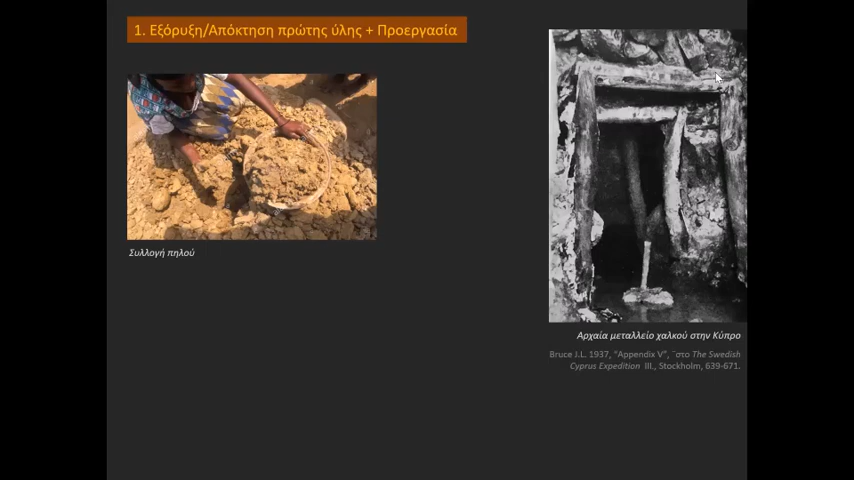 1. Εξόρυξη/Απόκτηση πρώτης ύλης + Προεργασία
Συλλογή πηλού
Αρχαία μεταλλείο χαλκού στην Κύπρο
Bruce J.L. 1937, “Appendix V”, ¨στο The Swedish
Cyprus Expedition III., Stockholm, 639-671.